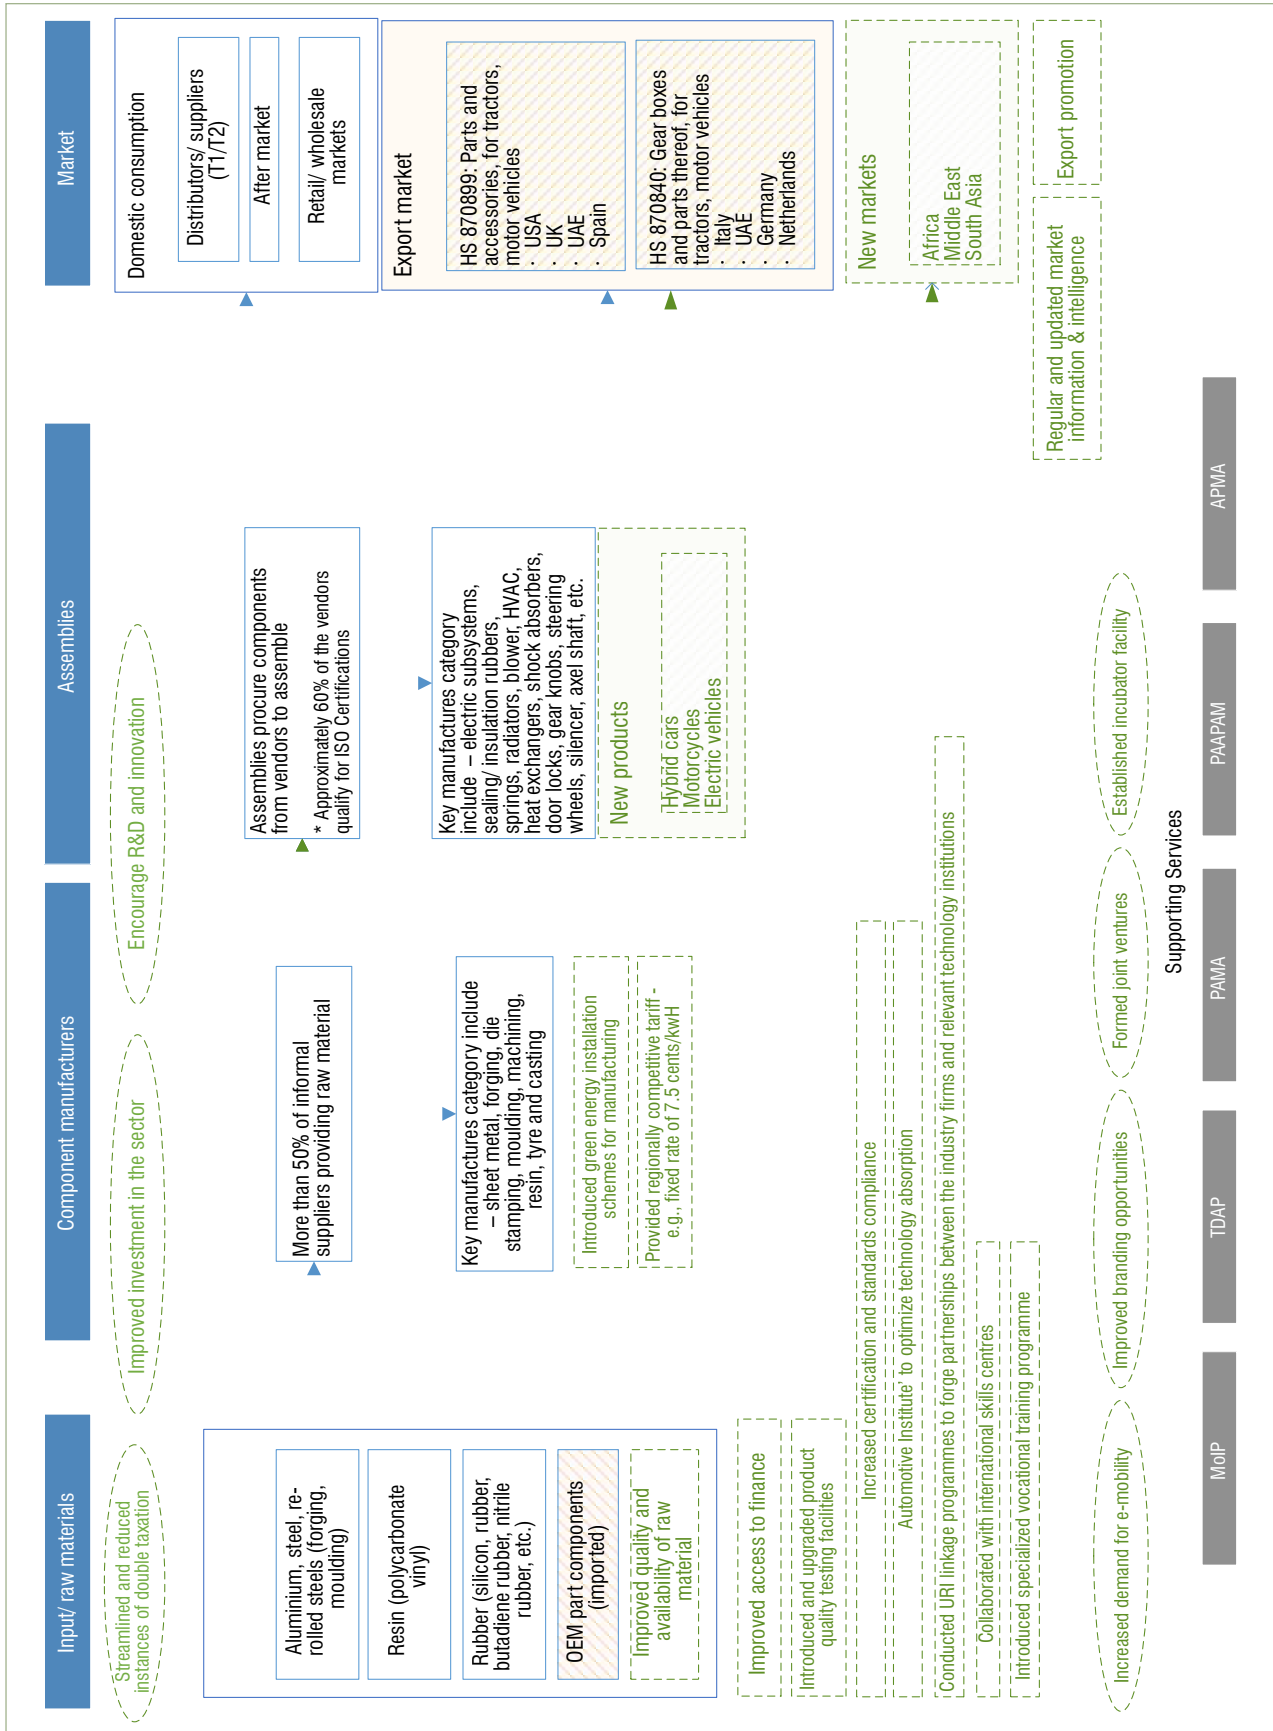 Input/ raw materials
Component manufacturers
Assemblies
Market
Streamlined and reduced
instances of double taxation
Improved investment in the sector
Encourage R&D and innovation
Aluminium, steel, re-
rolled steels (forging,
moulding)
Resin (polycarbonate
vinyl)
Rubber (silicon, rubber,
butadiene rubber, nitrile
rubber, etc.)
OEM part components
(imported)
Improved quality and
availability of raw
material
More than 50% of informal
suppliers providing raw material
Key manufactures category include
– sheet metal, forging, die
stamping, moulding, machining,
resin, tyre and casting
Introduced green energy installation
schemes for manufacturing
Provided regionally competitive tariff -
e.g., fixed rate of 7.5 cents/kwH
Assemblies procure components
from vendors to assemble
* Approximately 60% of the vendors
qualify for ISO Certifications
Key manufactures category
include – electric subsystems,
sealing/ insulation rubbers,
springs, radiators, blower, HVAC,
heat exchangers, shock absorbers,
door locks, gear knobs, steering
wheels, silencer, axel shaft, etc.
New products
Hybrid cars
Motorcycles
Electric vehicles
Domestic consumption
Distributors/ suppliers
(T1/T2)
After market
Retail/ wholesale
markets
Export market
HS 870899: Parts and
accessories, for tractors,
motor vehicles
· USA
· UK
· UAE
· Spain
HS 870840: Gear boxes
and parts thereof, for
tractors, motor vehicles
· Italy
· UAE
· Germany
· Netherlands
New markets
Africa
Middle East
South Asia
Regular and updated market
information & intelligence
Export promotion
Improved access to finance
Introduced and upgraded product
quality testing facilities
Increased certification and standards compliance
Automotive Institute' to optimize technology absorption
Conducted URI linkage programmes to forge partnerships between the industry firms and relevant technology institutions
Collaborated with international skills centres
Introduced specialized vocational training programme
Increased demand for e-mobility
Improved branding opportunities
Formed joint ventures
Established incubator facility
Supporting Services
MoIP
TDAP
PAMA
PAAPAM
APMA